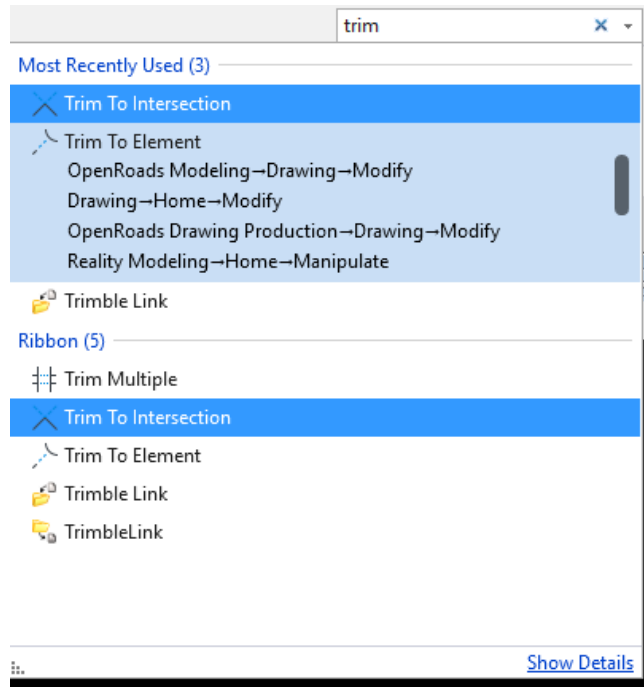 trim
Most Recently Used (3)
Trim To Intersection
Trim To Element
OpenRoads Modeling→Drawing→Modify
Drawing→Home→Modify
OpenRoads Drawing Production→Drawing→Modify
Reality Modeling→Home→Manipulate
Trimble Link
Ribbon (5)
Trim Multiple
Trim To Intersection
Trim To Element
Trimble Link
TrimbleLink
Show Details